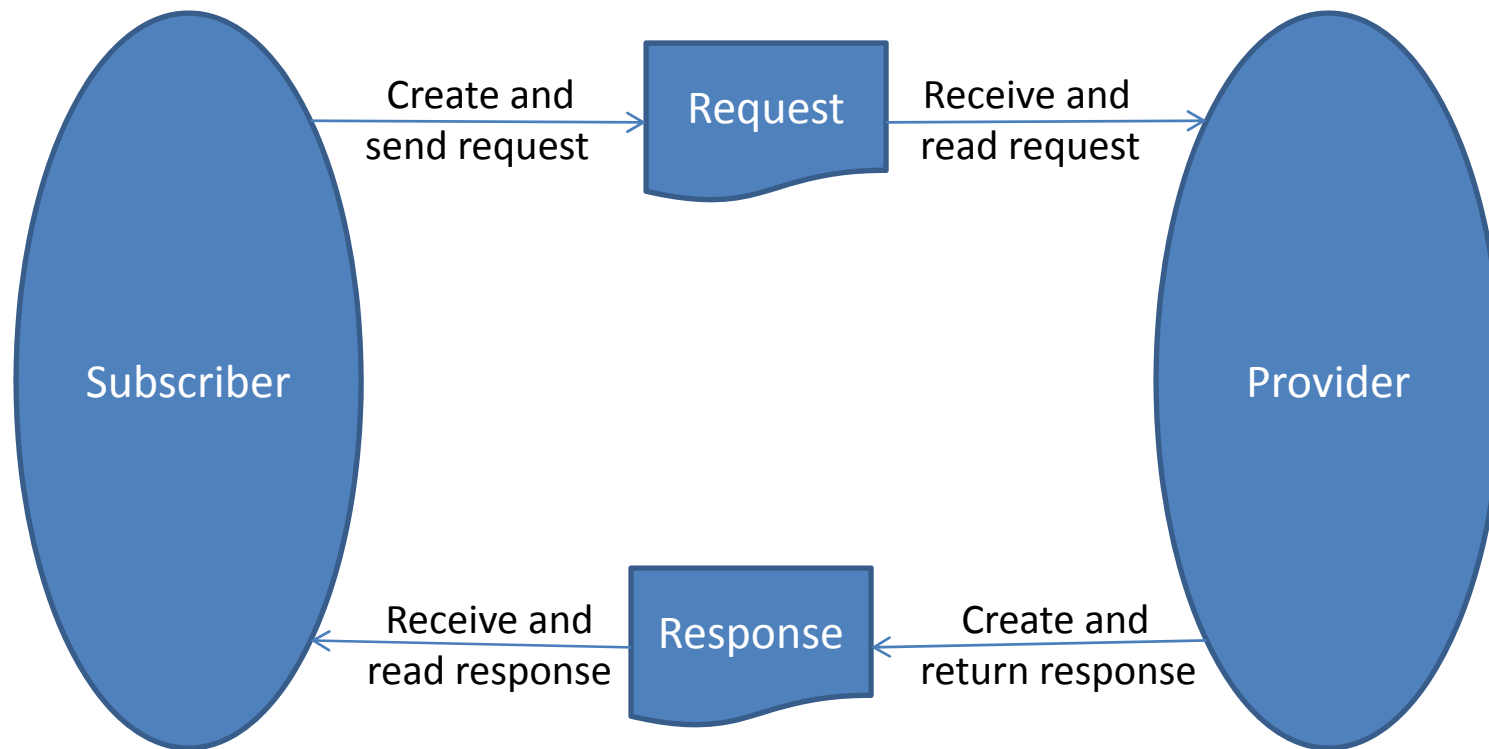 Create and
send request
Request
Receive and
read request
Subscriber
Provider
Receive and
read response
Response
Create and
return response